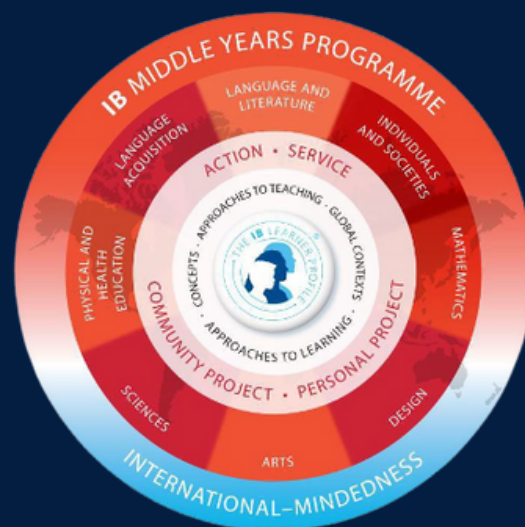 IB MIDDLE YEARS PROGRAMME
LANGUAGE AND
LITERATURE
INDIVIDUALS
AND SOCIETIES
MATHEMATICS
DESIGN
ARTS
SCIENCES
PHYSICAL AND
HEALTH
EDUCATION
LANGUAGE
ACQUISITION
ACTION • SERVICE
COMMUNITY PROJECT • PERSONAL PROJECT
APPROACHES TO TEACHING · GLOBAL CONTEXTS ·
APPROACHES TO LEARNING · CONCEPTS ·
THE IB LEARNER PROFILE
®
INTERNATIONAL–MINDEDNESS